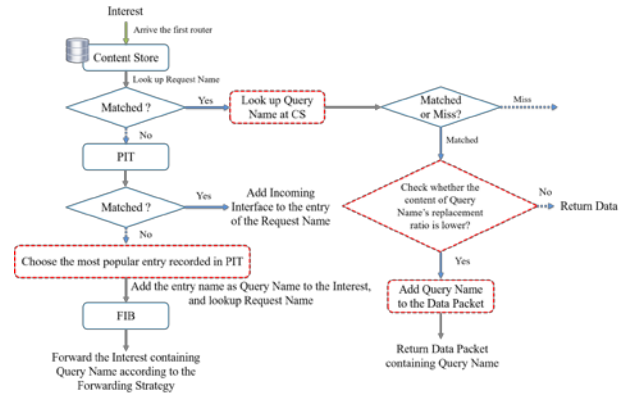 Interest
Arrive the first router
Content Store
Look up Request Name
Matched ?
Yes
Look up Query
Name at CS
Matched
or Miss?
Miss
No
Matched
PIT
Matched ?
Yes
Add Incoming
Interface to the entry
of the Request Name
Check whether the
content of Query
Name's replacement
ratio is lower?
No
Return Data
No
Choose the most popular entry recorded in PIT
Yes
Add the entry name as Query Name to the Interest,
and lookup Request Name
Add Query Name
to the Data Packet
FIB
Forward the Interest containing
Query Name according to the
Forwarding Strategy
Return Data Packet
containing Query Name